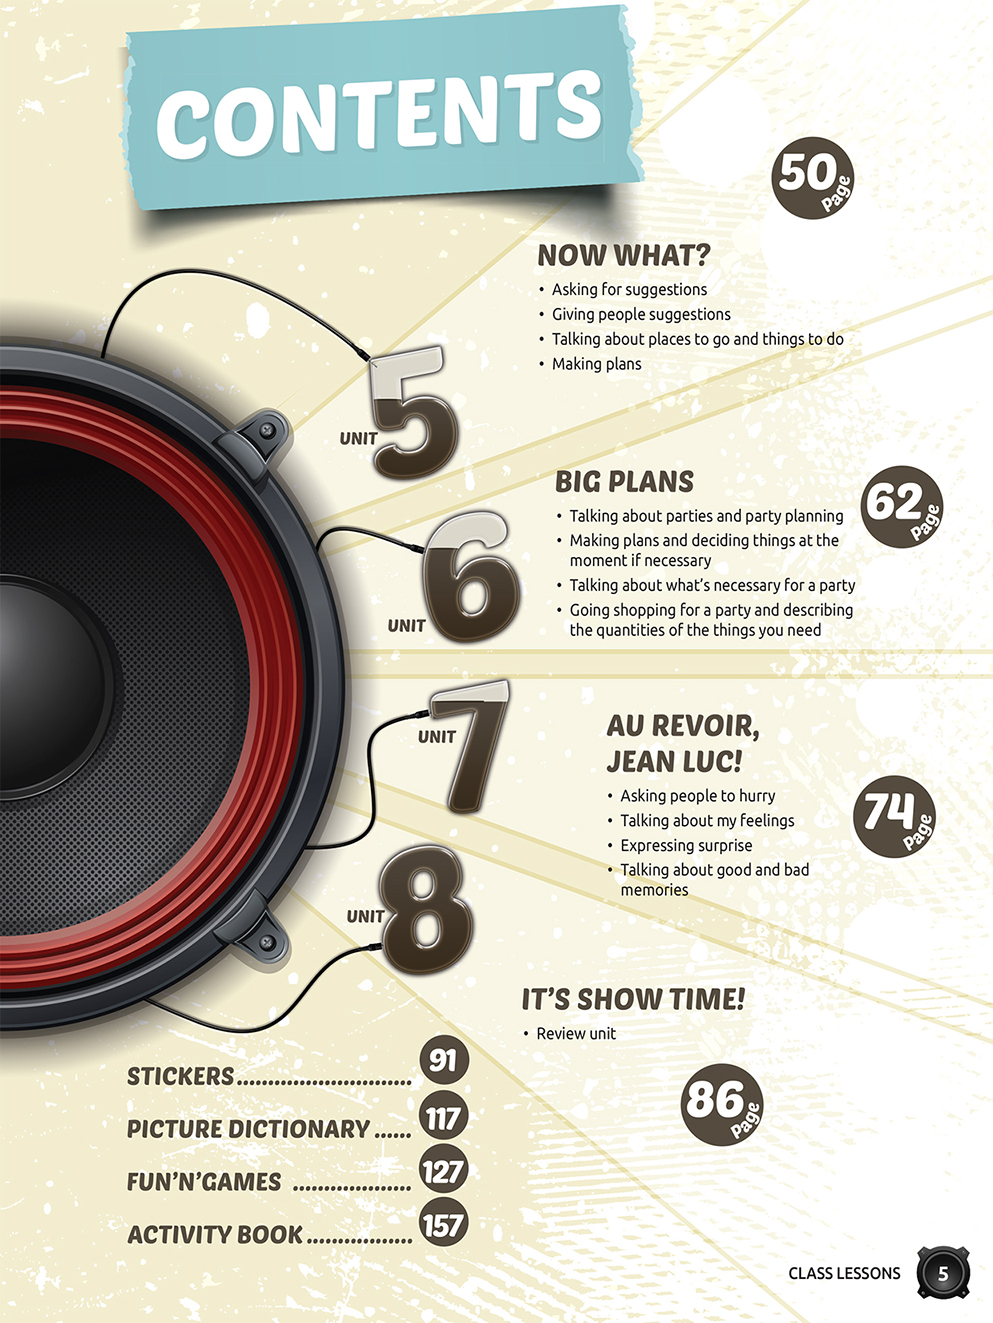 CONTENTS
50
Page
NOW WHAT?
• Asking for suggestions
• Giving people suggestions
• Talking about places to go and things to do
• Making plans
UNIT 5
BIG PLANS
62
Page
• Talking about parties and party planning
• Making plans and deciding things at the
moment if necessary
• Talking about what's necessary for a party
• Going shopping for a party and describing
the quantities of the things you need
UNIT 6
UNIT 7
AU REVOIR,
JEAN LUC!
• Asking people to hurry
• Talking about my feelings
• Expressing surprise
• Talking about good and bad
memories
74
Page
UNIT 8
IT'S SHOW TIME!
• Review unit
86
Page
STICKERS............................ 91
PICTURE DICTIONARY ...... 117
FUN'N'GAMES ................... 127
ACTIVITY BOOK ................. 157
CLASS LESSONS 5